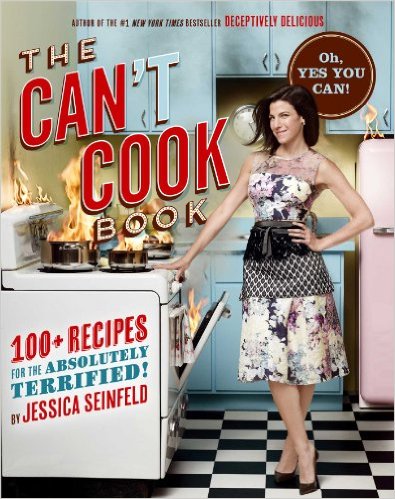 AUTHOR OF THE #1 NEW YORK TIMES BESTSELLER DECEPTIVELY DELICIOUS
THE
CAN'T
COOK
BOOK
Oh,
YES YOU
CAN!
100+ RECIPES
FOR THE ABSOLUTELY
TERRIFIED!
BY JESSICA SEINFELD